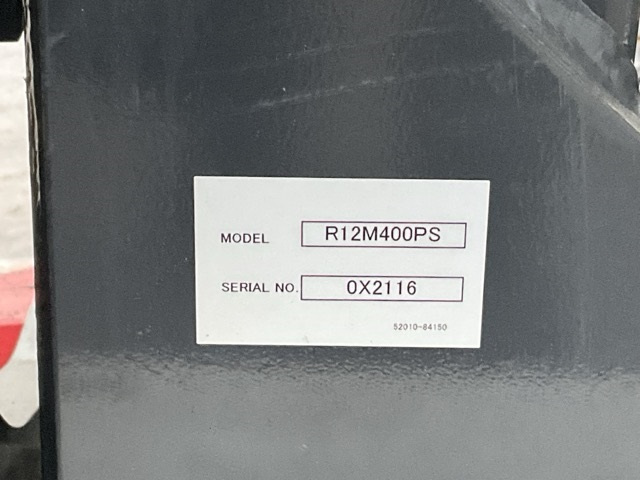 MODEL R12M400PS
SERIAL NO. 0X2116
52010-84150